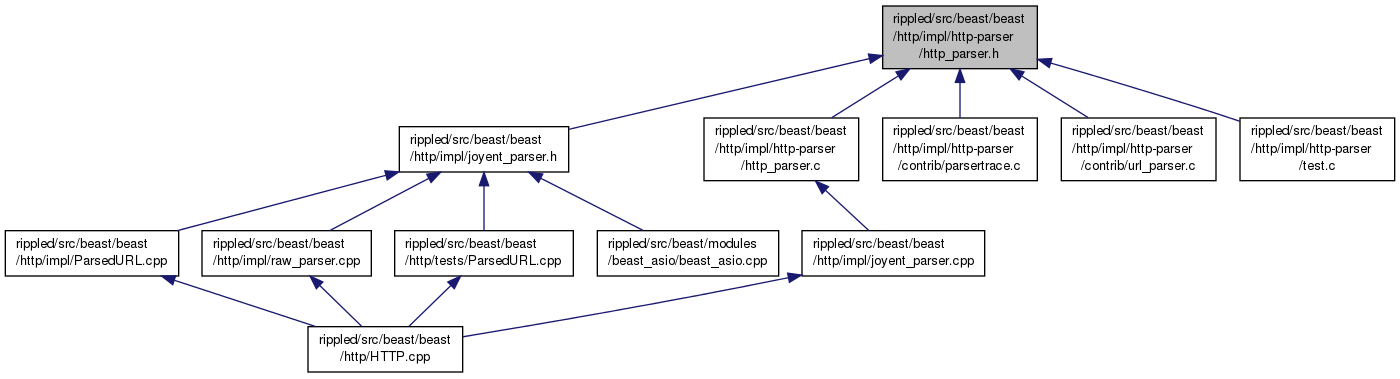 rippled/src/beast/beast
/http/impl/http-parser
/http_parser.h
rippled/src/beast/beast
/http/impl/joyent_parser.h
rippled/src/beast/beast
/http/impl/http-parser
/http_parser.c
rippled/src/beast/beast
/http/impl/http-parser
/contrib/parsertrace.c
rippled/src/beast/beast
/http/impl/http-parser
/contrib/url_parser.c
rippled/src/beast/beast
/http/impl/http-parser
/test.c
rippled/src/beast/beast
/http/impl/ParsedURL.cpp
rippled/src/beast/beast
/http/impl/raw_parser.cpp
rippled/src/beast/beast
/http/tests/ParsedURL.cpp
rippled/src/beast/modules
/beast_asio/beast_asio.cpp
rippled/src/beast/beast
/http/impl/joyent_parser.cpp
rippled/src/beast/beast
/http/HTTP.cpp